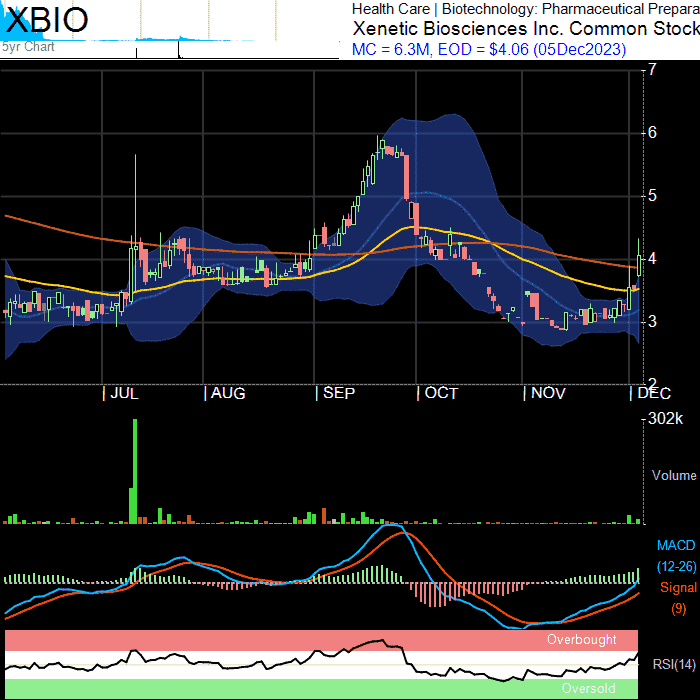 XBIO
5yr Chart
Health Care | Biotechnology: Pharmaceutical Prepara
Xenetic Biosciences Inc. Common Stock
MC = 6.3M, EOD = $4.06 (05Dec2023)
7
6
5
4
3
2
JUL AUG SEP OCT NOV DEC
302k
Volume
MACD
(12-26)
Signal
(9)
Overbought
RSI(14)
Oversold